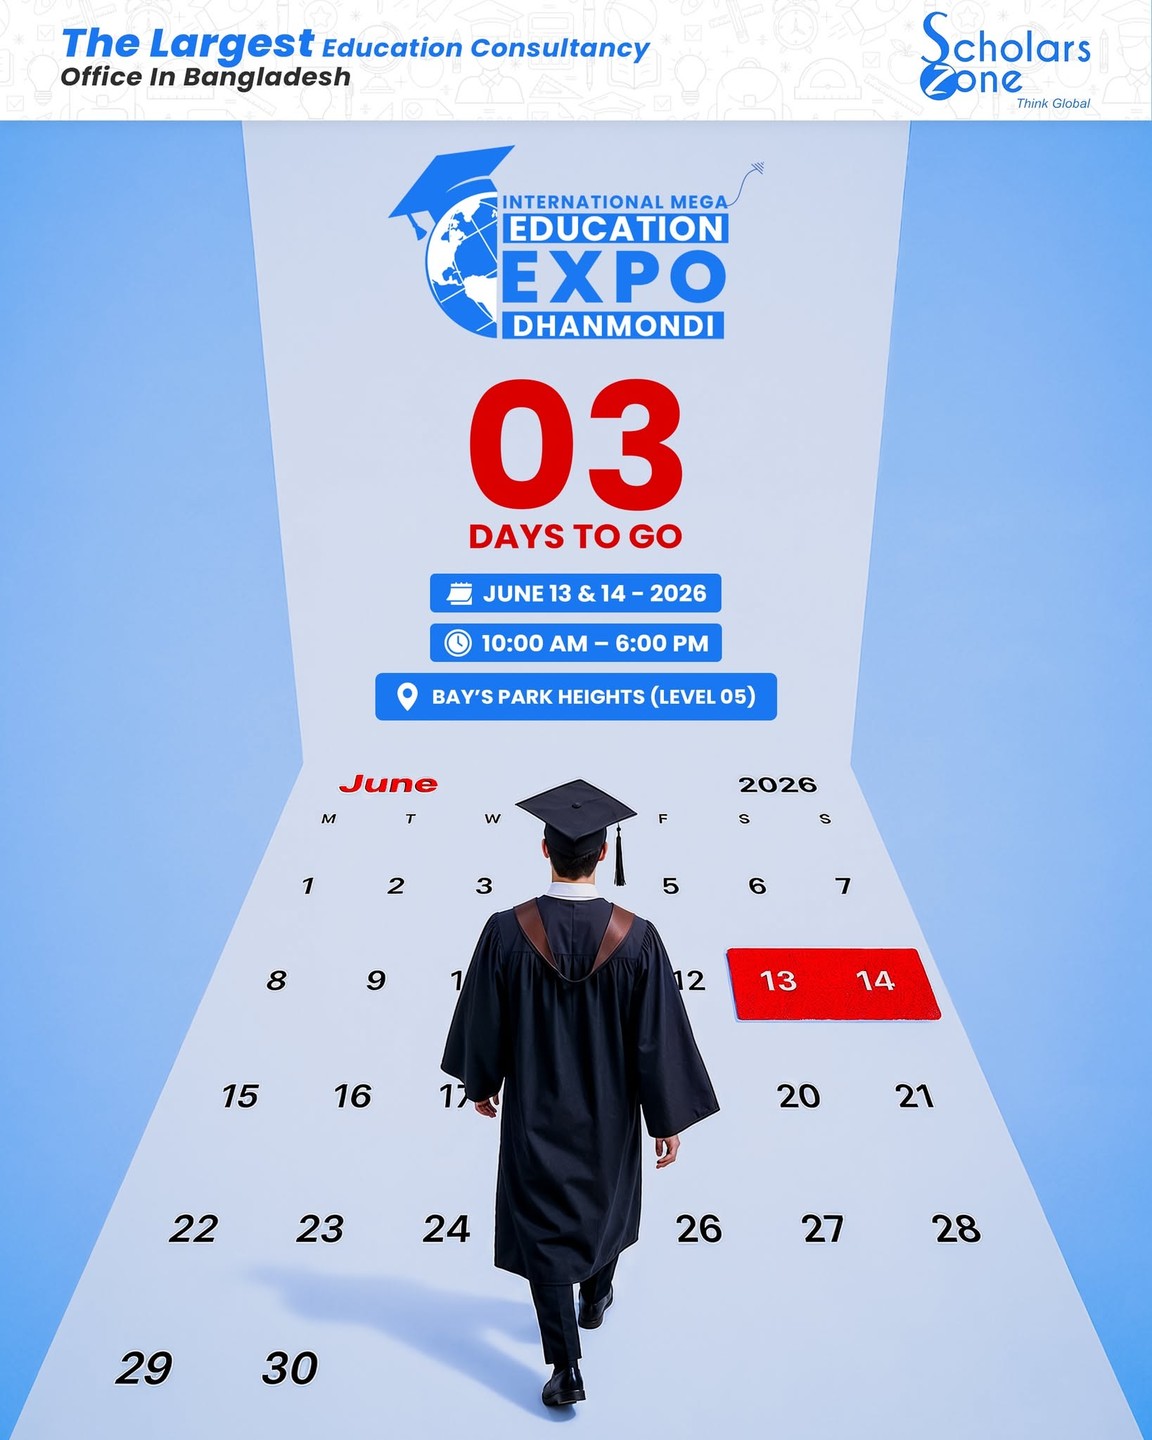 The Largest Education Consultancy
Office In Bangladesh
Scholars
Zone
Think Global
INTERNATIONAL MEGA
EDUCATION
EXPO
DHANMONDI
03
DAYS TO GO
JUNE 13 & 14 - 2026
10:00 AM – 6:00 PM
BAY'S PARK HEIGHTS (LEVEL 05)
June 2026
M T W F S S
1 2 3 5 6 7
8 9 12 13 14
15 16 17 20 21
22 23 24 26 27 28
29 30